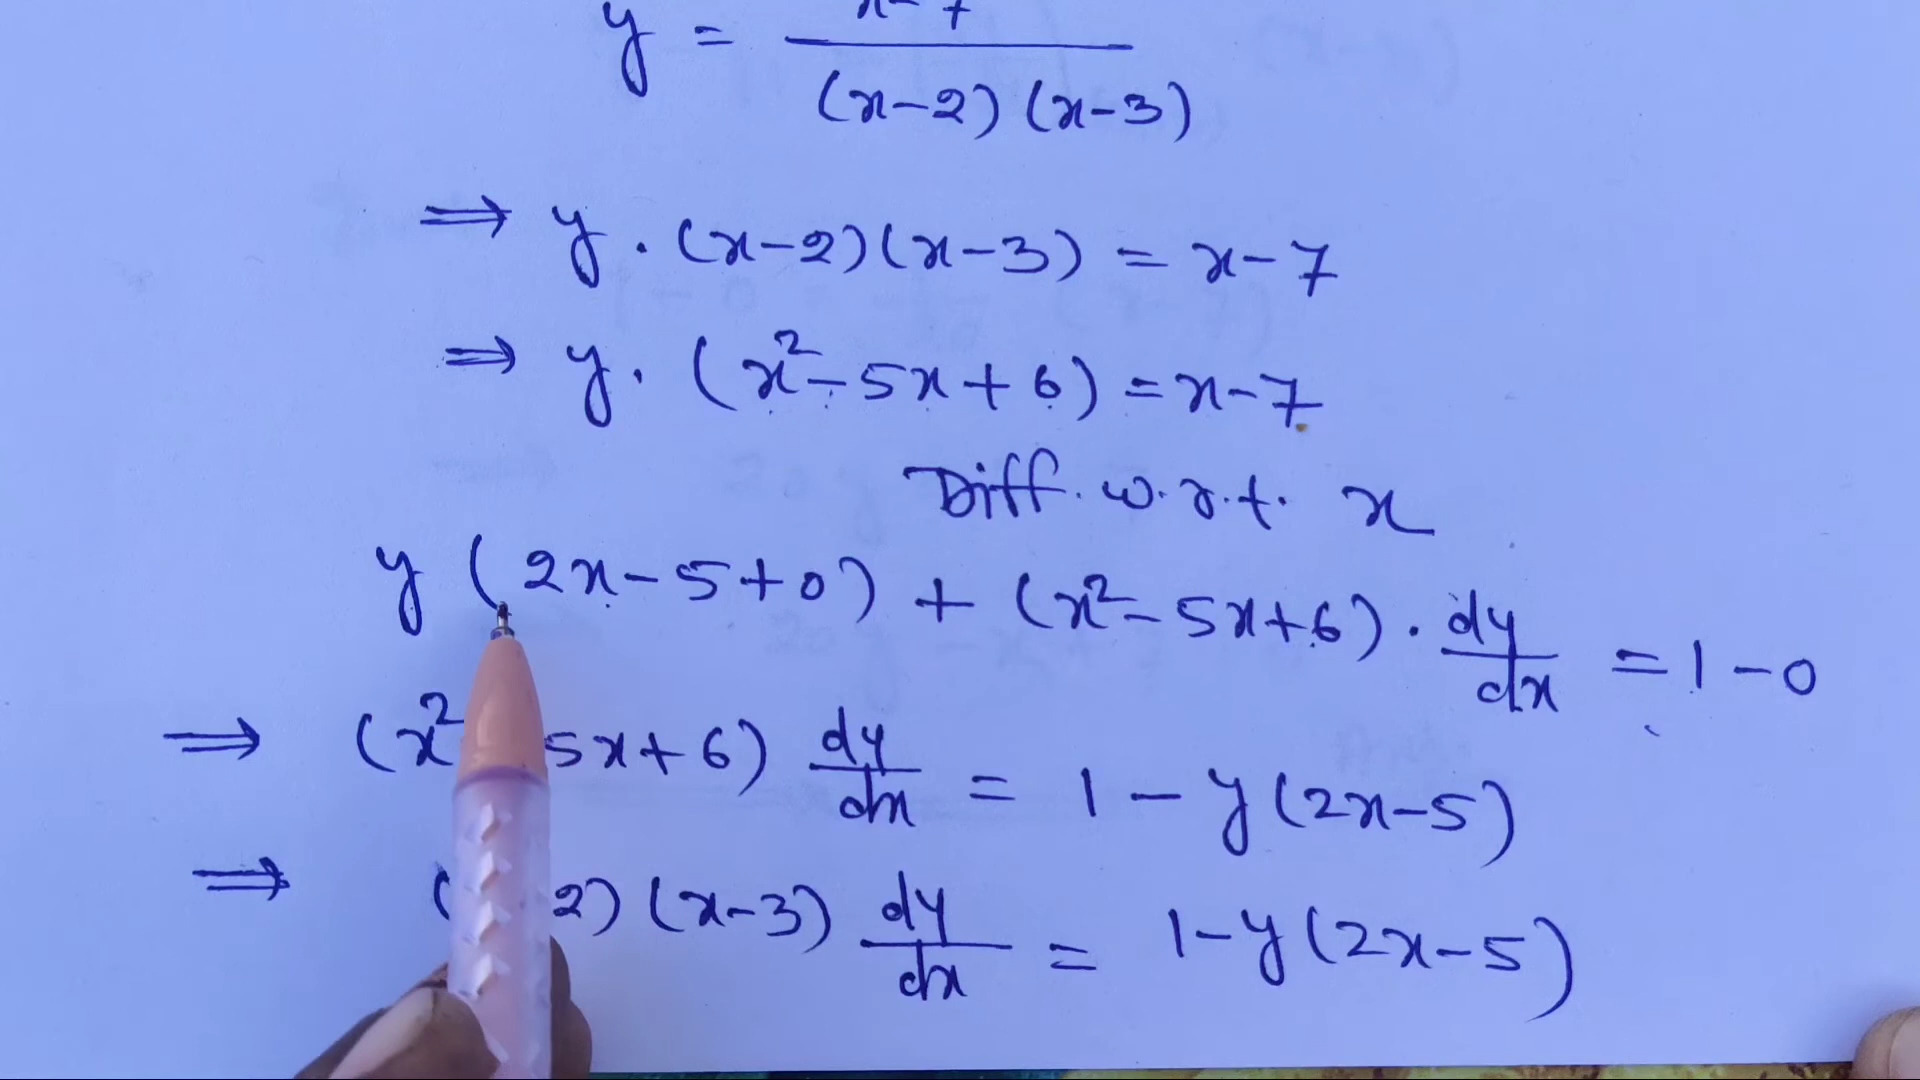 y = x-7 / (x-2)(x-3)
⇒ y . (x-2)(x-3) = x-7
⇒ y. (x²-5x+6) = x-7
Diff. w.r.t. x
y (2x-5+0) + (x²-5x+6) . dy/dx = 1-0
⇒ (x² 5x+6) dy/dx = 1 - y(2x-5)
⇒ ( 2)(x-3) dy/dx = 1-y(2x-5)